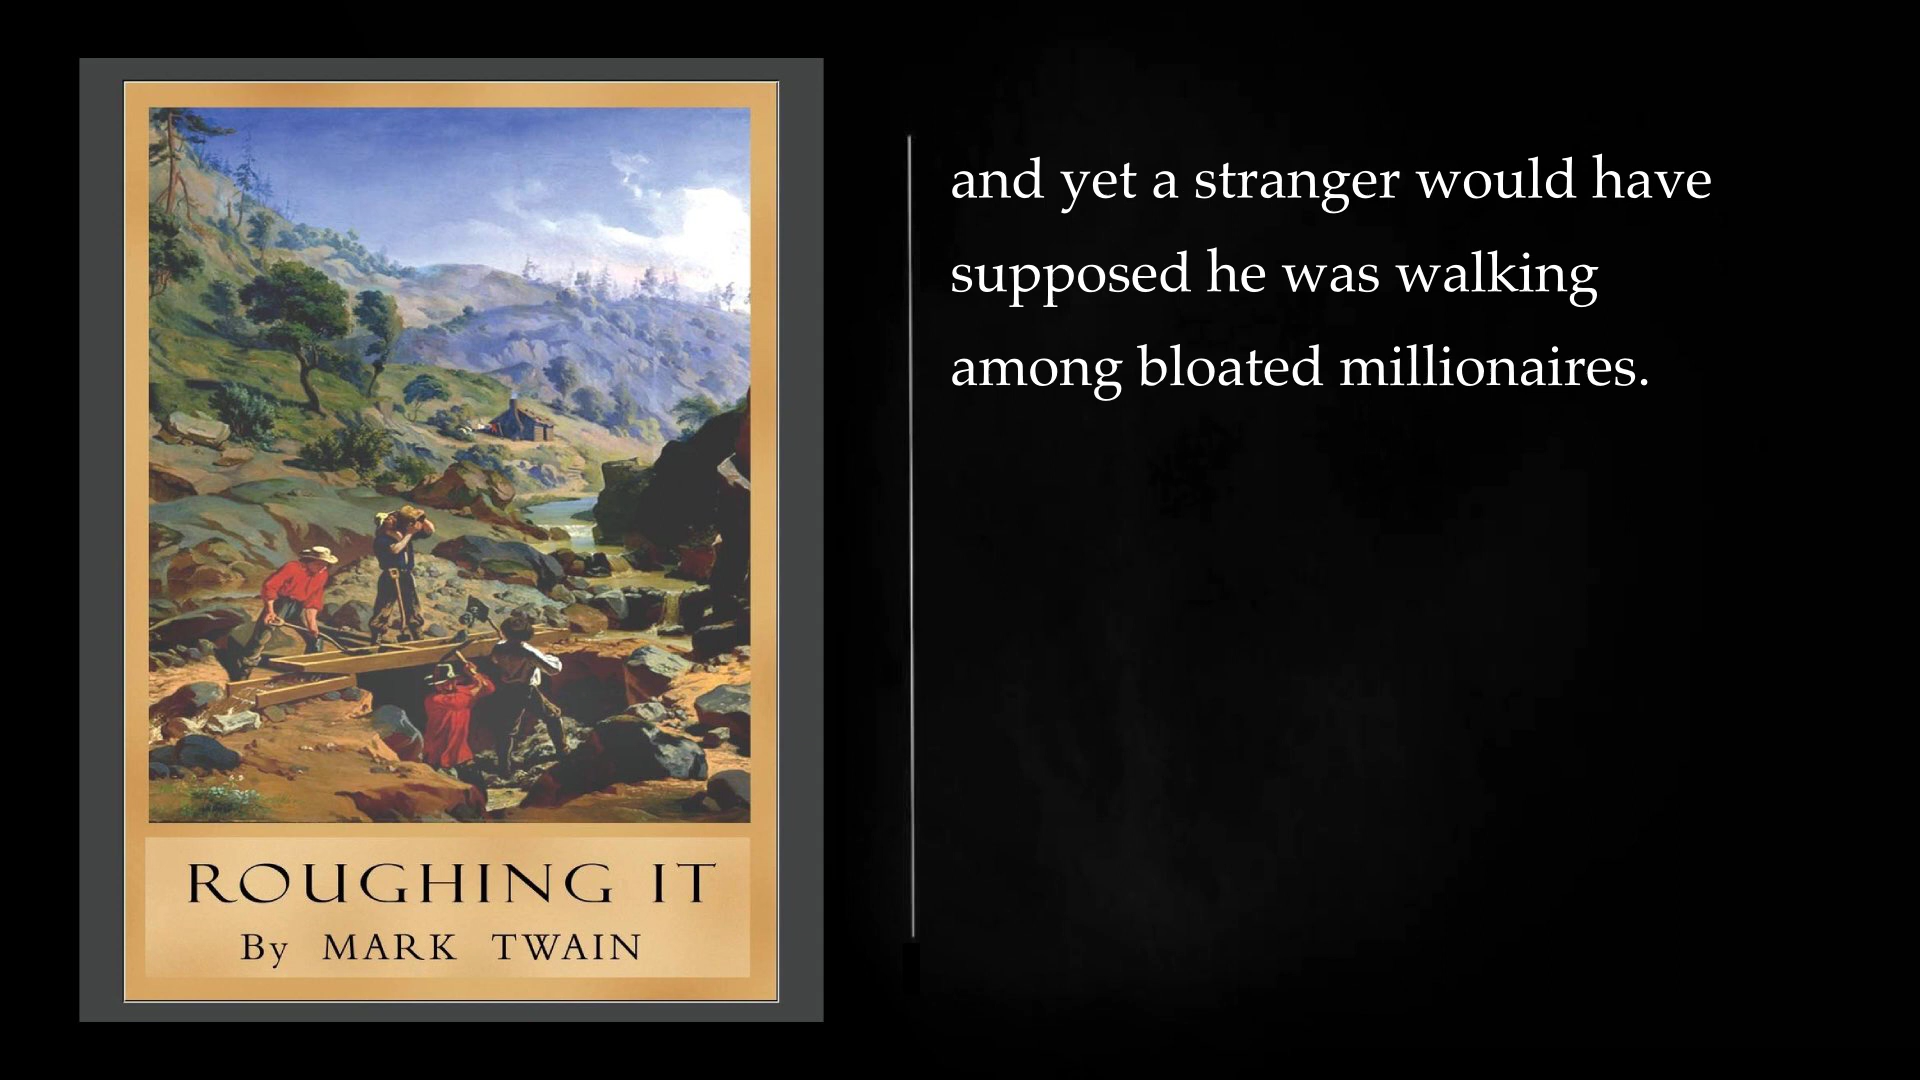 and yet a stranger would have
supposed he was walking
among bloated millionaires.
ROUGHING IT
By MARK TWAIN